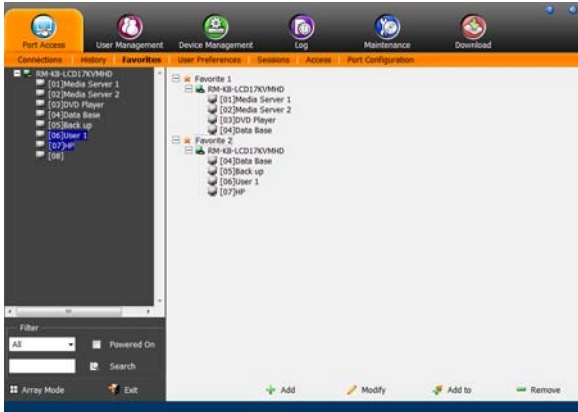 Port Access User Management Device Management Log Maintenance Download
Connections History Favorites User Preferences Sessions Access Port Configuration
RM-K8-LCD17KVMHD
[01]Media Server 1
[02]Media Server 2
[03]DVD Player
[04]Data Base
[05]Back up
[06]User 1
[07]HP
[08]
Favorite 1
RM-K8-LCD17KVMHD
[01]Media Server 1
[02]Media Server 2
[03]DVD Player
[04]Data Base
Favorite 2
RM-K8-LCD17KVMHD
[04]Data Base
[05]Back up
[06]User 1
[07]HP
Filter
All Powered On
Search
Array Mode Exit
Add Modify Add to Remove